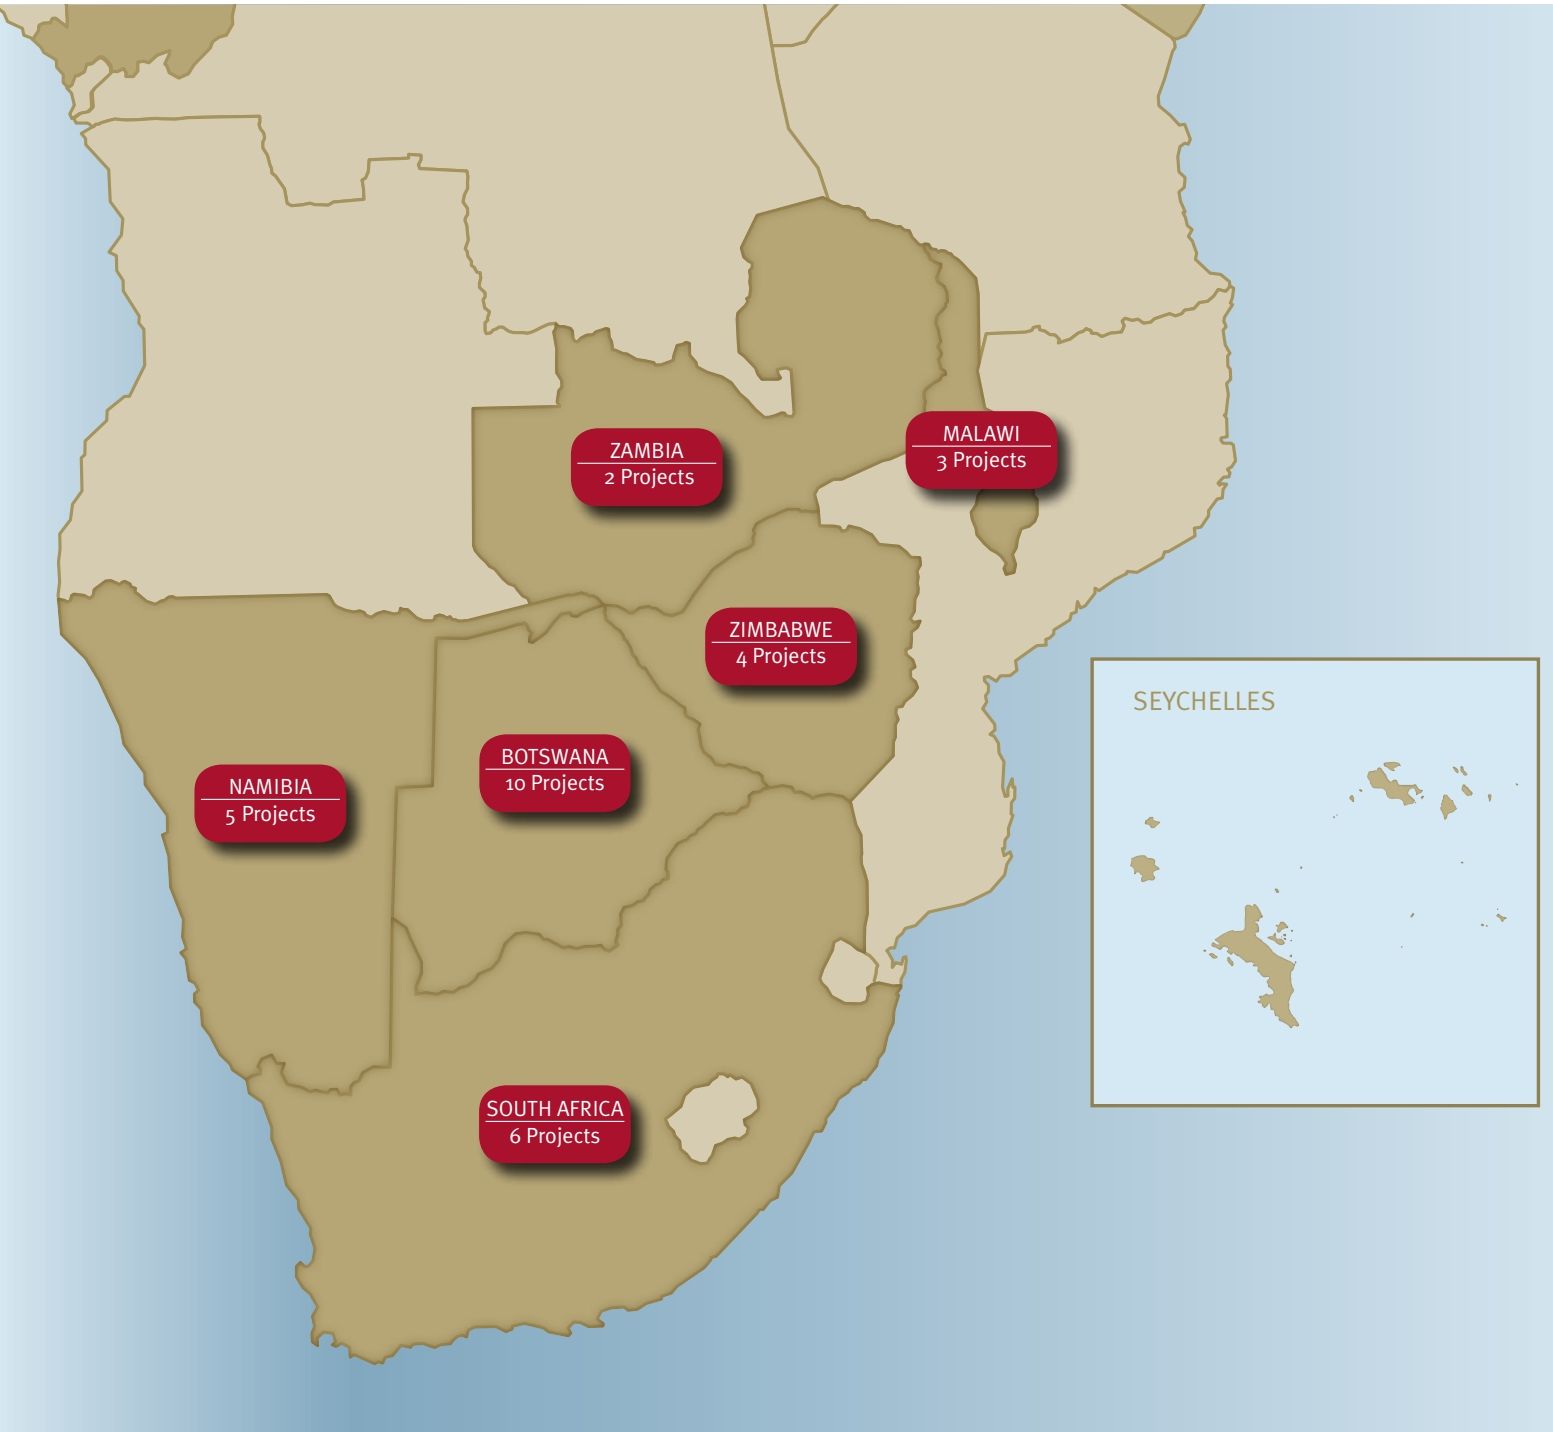 MALAWI
3 Projects
ZAMBIA
2 Projects
ZIMBABWE
4 Projects
SEYCHELLES
BOTSWANA
10 Projects
NAMIBIA
5 Projects
SOUTH AFRICA
6 Projects